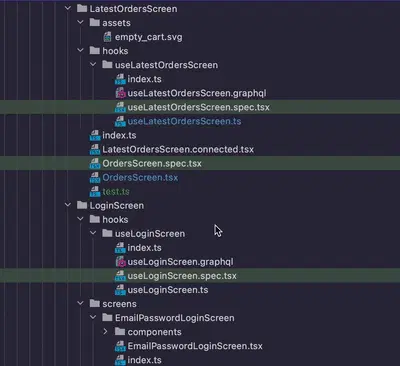 LatestOrdersScreen
assets
empty_cart.svg
hooks
useLatestOrdersScreen
index.ts
useLatestOrdersScreen.graphql
useLatestOrdersScreen.spec.tsx
useLatestOrdersScreen.ts
index.ts
LatestOrdersScreen.connected.tsx
OrdersScreen.spec.tsx
OrdersScreen.tsx
test.ts
LoginScreen
hooks
useLoginScreen
index.ts
useLoginScreen.graphql
useLoginScreen.spec.tsx
useLoginScreen.ts
screens
EmailPasswordLoginScreen
components
EmailPasswordLoginScreen.tsx
index.ts